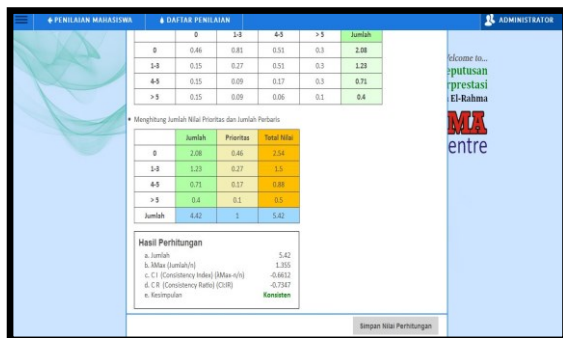 PENILAIAN MAHASISWA DAFTAR PENILAIAN ADMINISTRATOR
0 1-3 4-5 > 5 Jumlah
0 0.46 0.81 0.51 0.3 2.08
1-3 0.15 0.27 0.51 0.3 1.23
4-5 0.15 0.09 0.17 0.3 0.71
> 5 0.15 0.09 0.06 0.1 0.4
elcome to...
eputusan
rprestasi
El-Rahma
MA
entre
Menghitung Jumlah Nilai Prioritas dan Jumlah Perbaris
Jumlah Prioritas Total Nilai
0 2.08 0.46 2.54
1-3 1.23 0.27 1.5
4-5 0.71 0.17 0.88
> 5 0.4 0.1 0.5
Jumlah 4.42 1 5.42
Hasil Perhitungan
a. Jumlah 5.42
b. λMax (Jumlah/n) 1.355
c. C I (Consistency Index) (λMax-n/n) -0.6612
d. C R (Consistency Ratio) (CI:IR) -0.7347
e. Kesimpulan Konsisten
Simpan Nilai Perhitungan